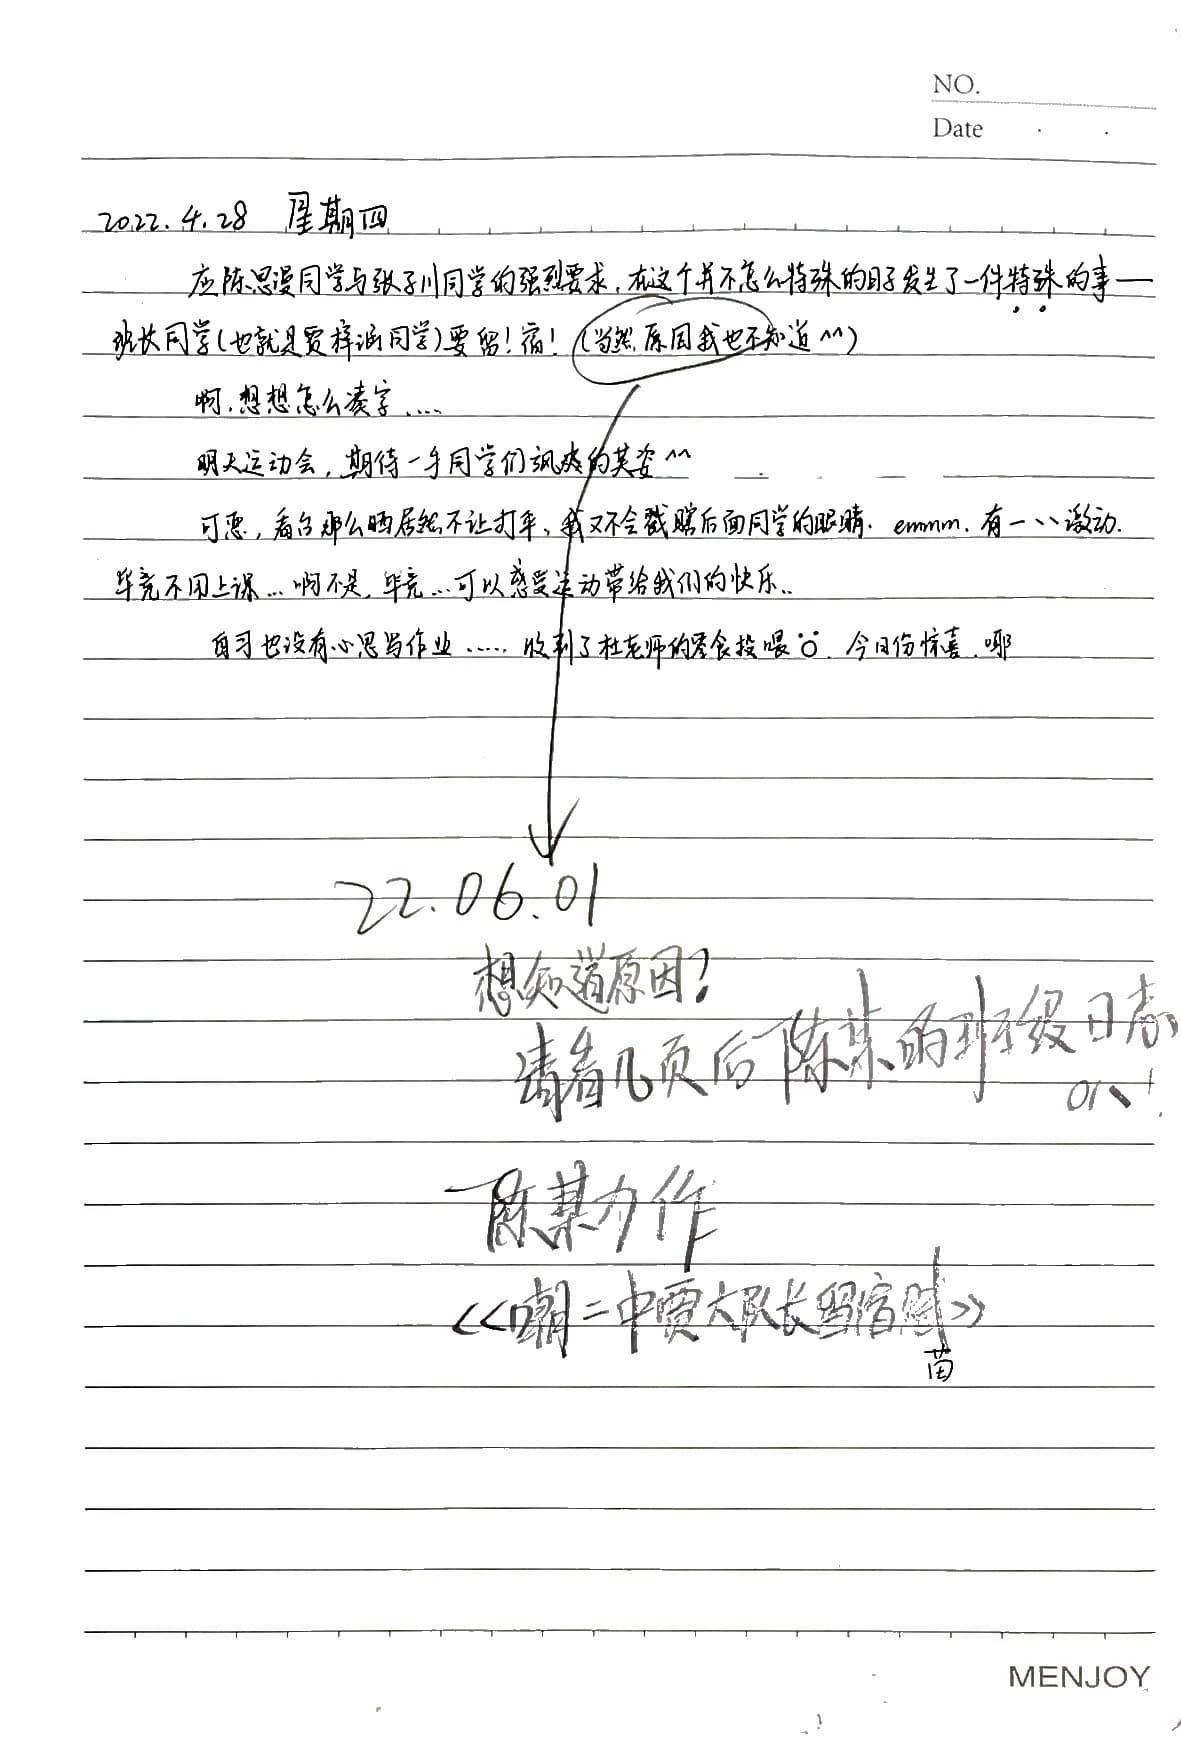 NO.
Date
2022.4.28 星期四
应陈思漫同学与张子川同学的强烈要求,在这个并不怎么特殊的日子发生了一件特殊的事——
班长同学(也就是贾梓涵同学)要留!宿!(当然原因我也不知道^^)
啊,想想怎么凑字....
明天运动会,期待一手同学们飒爽的英姿^^
可恶,看台那么晒居然不让打伞、我又不会戳瞎后面同学的眼睛. emmm. 有一丶丶激动.
毕竟不用上课...啊不是,毕竟...可以感受运动带给我们的快乐..
自习也没有心思写作业.....收到了杜老师的零食投喂 今日份惊喜.耶
22.06.01
想知道原因?
请看几页后陈某的班级日志
陈某力作
<<嘲二中贾大队长留宿赋>>
苗
MENJOY